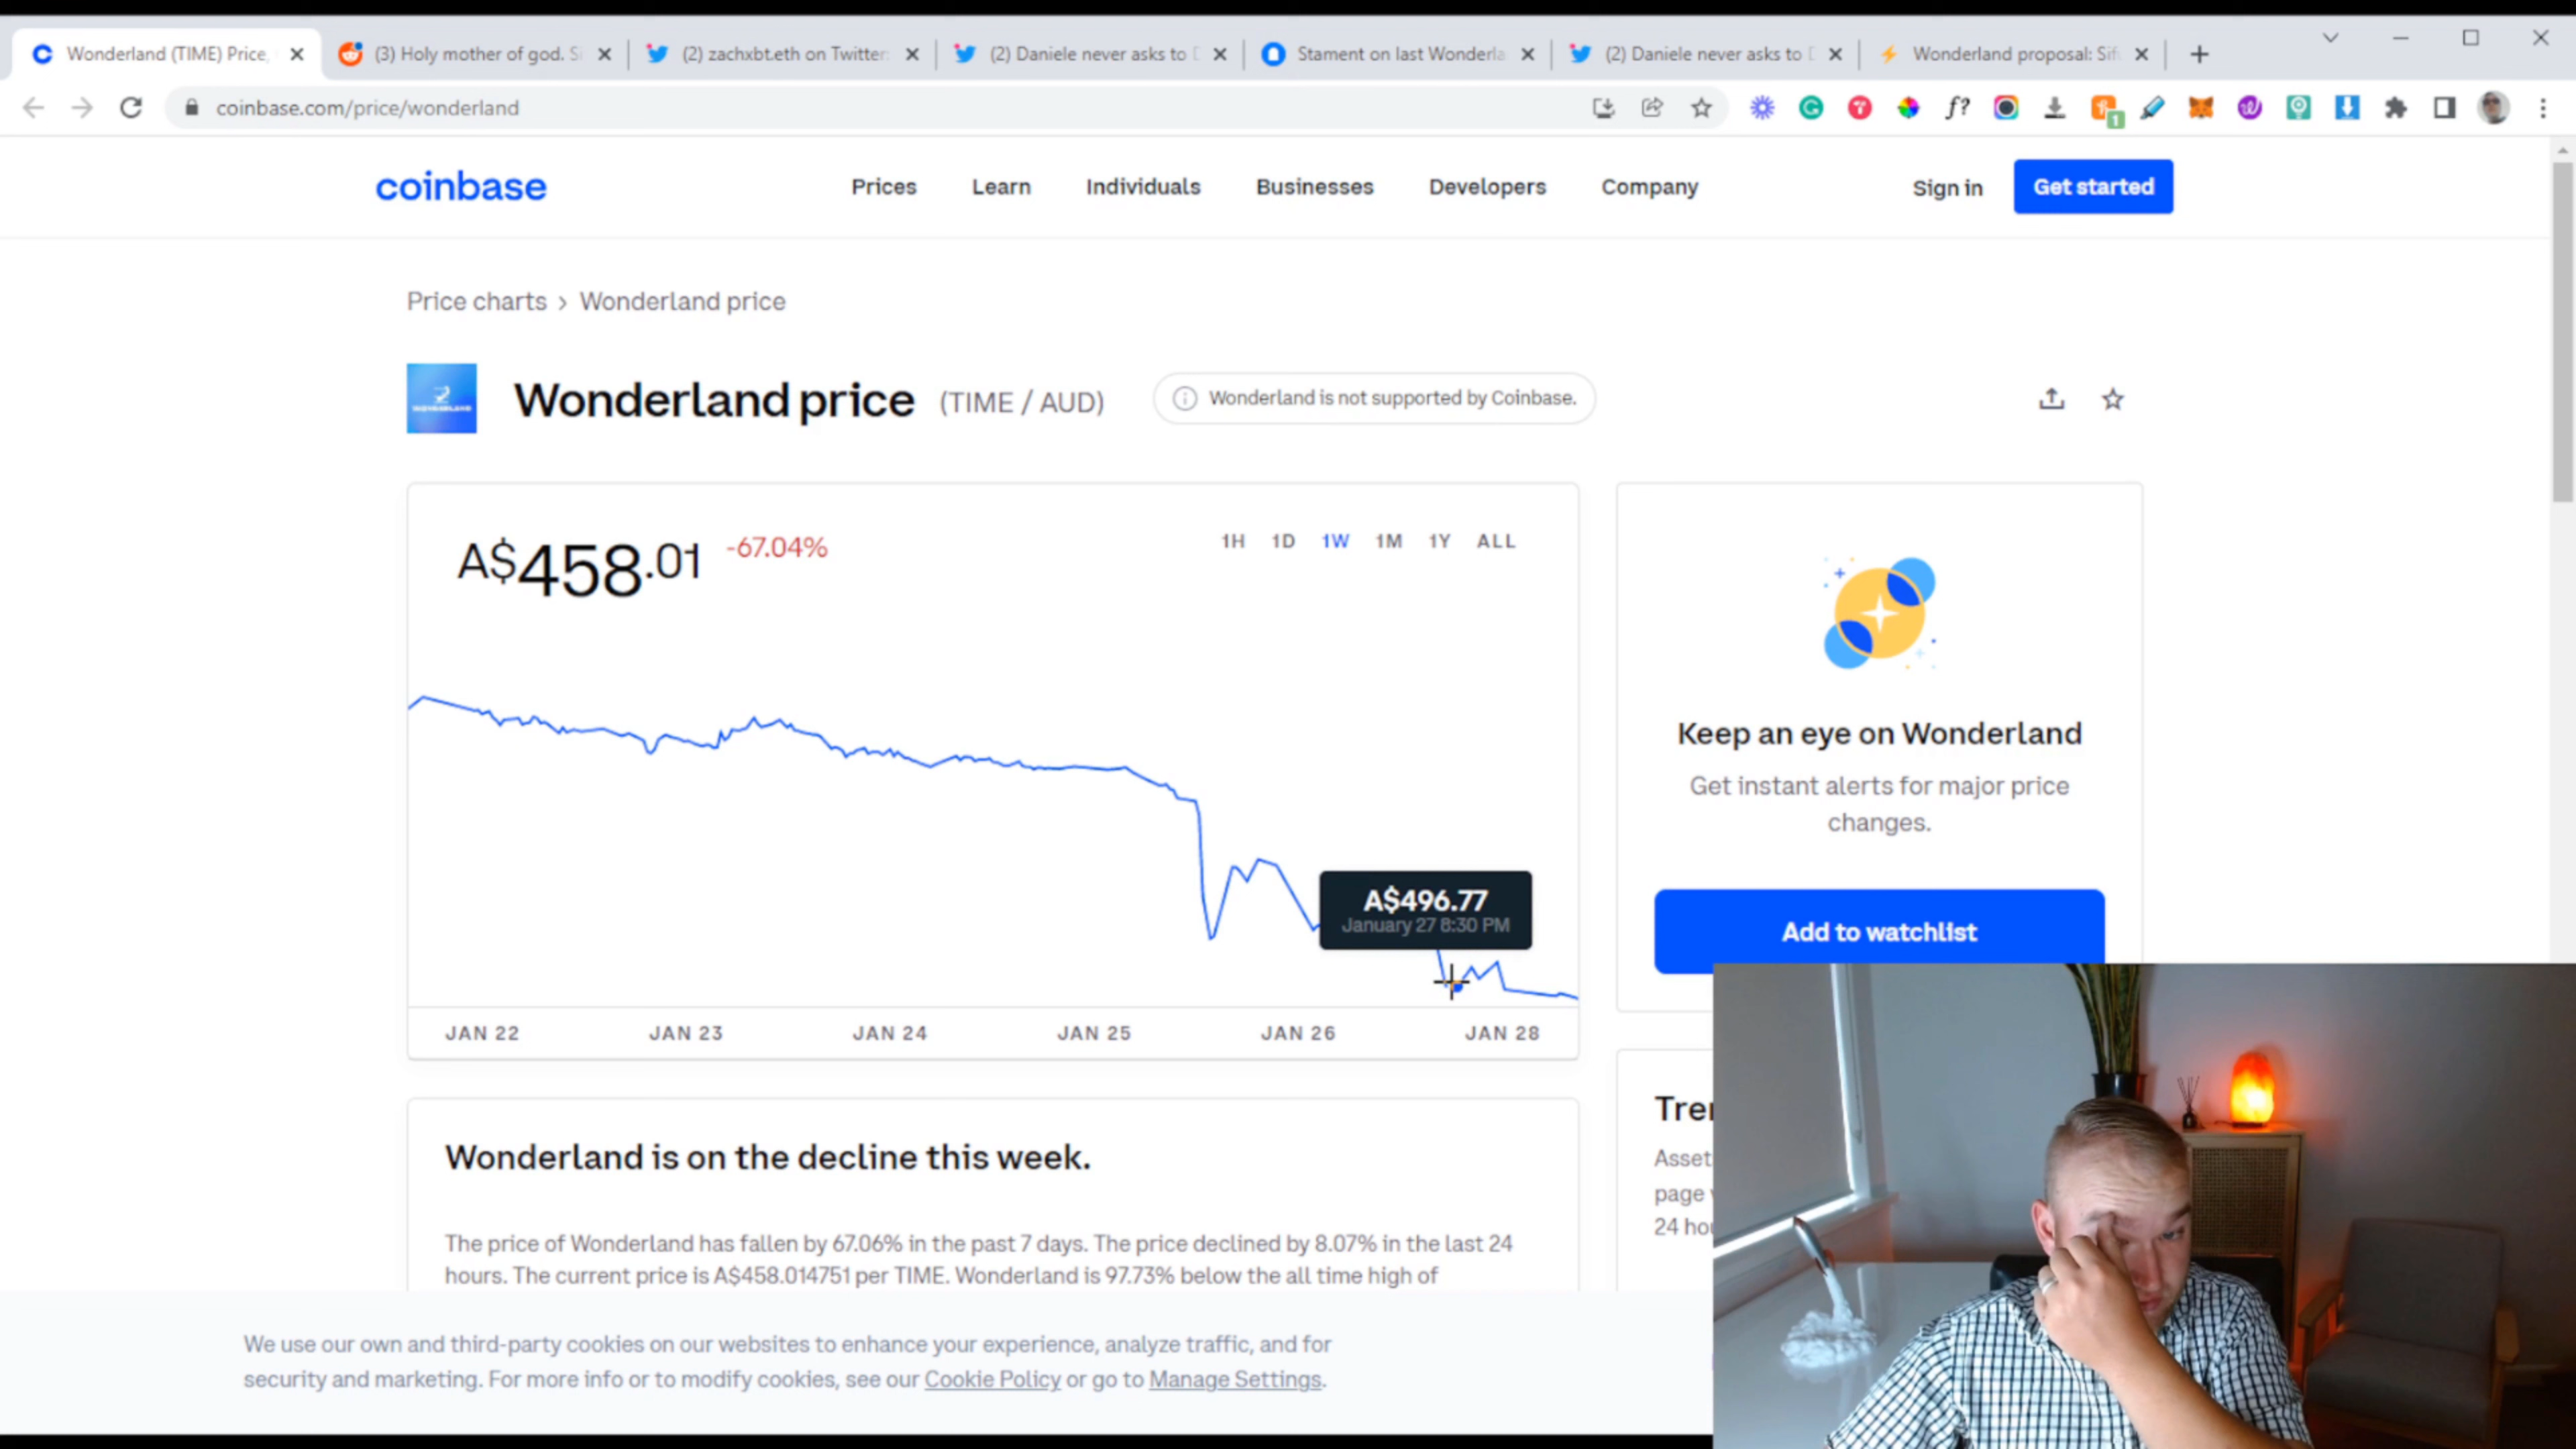 Wonderland (TIME) Price,
(3) Holy mother of god. Si
(2) zachxbt.eth on Twitter:
(2) Daniele never asks to D
Stament on last Wonderla
(2) Daniele never asks to D
Wonderland proposal: Sifu
coinbase.com/price/wonderland
1
coinbase
Prices
Learn
Individuals
Businesses
Developers
Company
Sign in
Get started
Price charts > Wonderland price
WONDERLAND
Wonderland price (TIME / AUD)
Wonderland is not supported by Coinbase.
A$458.01 -67.04%
1H 1D 1W 1M 1Y ALL
A$496.77
January 27 8:30 PM
JAN 22 JAN 23 JAN 24 JAN 25 JAN 26 JAN 28
Keep an eye on Wonderland
Get instant alerts for major price
changes.
Add to watchlist
Wonderland is on the decline this week.
The price of Wonderland has fallen by 67.06% in the past 7 days. The price declined by 8.07% in the last 24
hours. The current price is A$458.014751 per TIME. Wonderland is 97.73% below the all time high of
Tre
Asset
page
24 hou
We use our own and third-party cookies on our websites to enhance your experience, analyze traffic, and for
security and marketing. For more info or to modify cookies, see our Cookie Policy or go to Manage Settings.